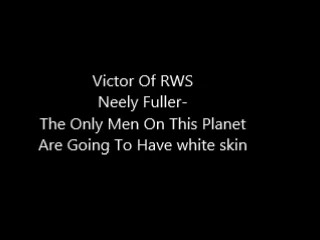 Victor Of RWS
Neely Fuller-
The Only Men On This Planet
Are Going To Have white skin